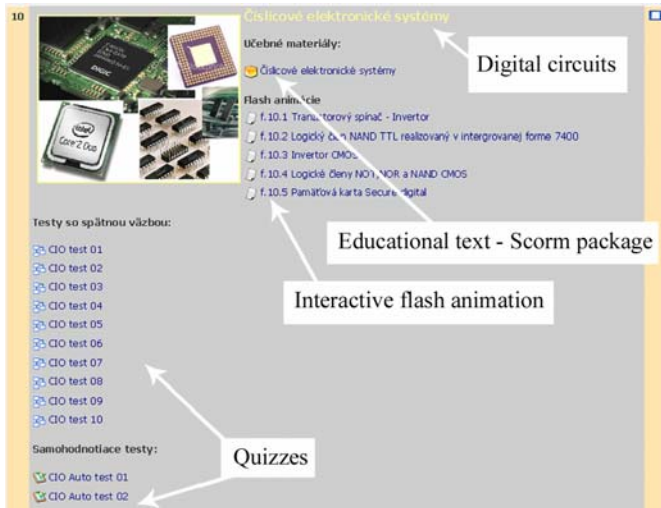 10
Číslicové elektronické systémy
Učebné materiály:
Číslicové elektronické systémy
Digital circuits
Flash animácie
f.10.1 Tranzistorový spínač - Invertor
f.10.2 Logický člen NAND TTL realizovaný v intergrovanej forme 7400
f.10.3 Invertor CMOS
f.10.4 Logické členy NOT, NOR a NAND CMOS
f.10.5 Pamäťová karta Secure digital
DIGIC
intel
Core 2 Duo
Educational text - Scorm package
Interactive flash animation
Testy so spätnou väzbou:
CIO test 01
CIO test 02
CIO test 03
CIO test 04
CIO test 05
CIO test 06
CIO test 07
CIO test 08
CIO test 09
CIO test 10
Quizzes
Samohodnotiace testy:
CIO Auto test 01
CIO Auto test 02